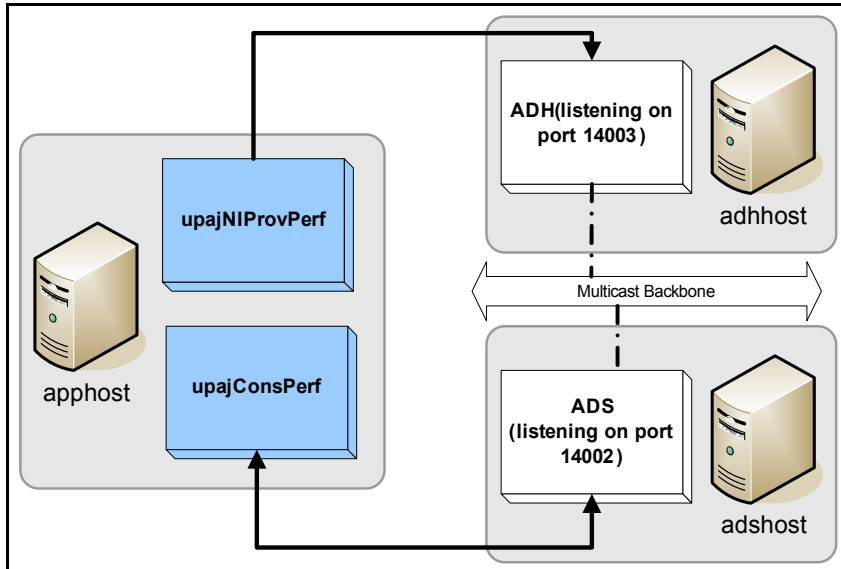 ADH(listening on
port 14003)
adhhost
upajNIProvPerf
Multicast Backbone
upajConsPerf
apphost
ADS
(listening on port
14002)
adshost